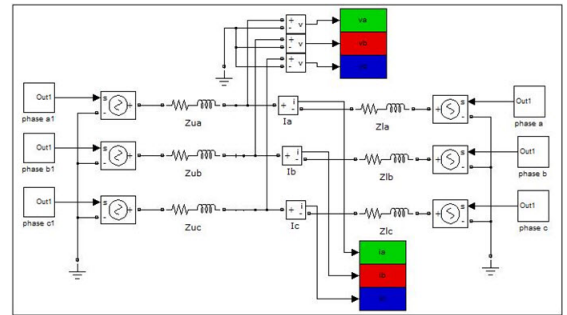 + v va
-
+ v vb
-
+ v
-
Out1 s + + i Out1
phase a1 - Zua Ia Zla + s - phase a
Out1 s + + i Out1
phase b1 - Zub Ib Zlb + s - phase b
Out1 s + + i Out1
phase c1 - Zuc Ic Zlc + s - phase c
ia
ib